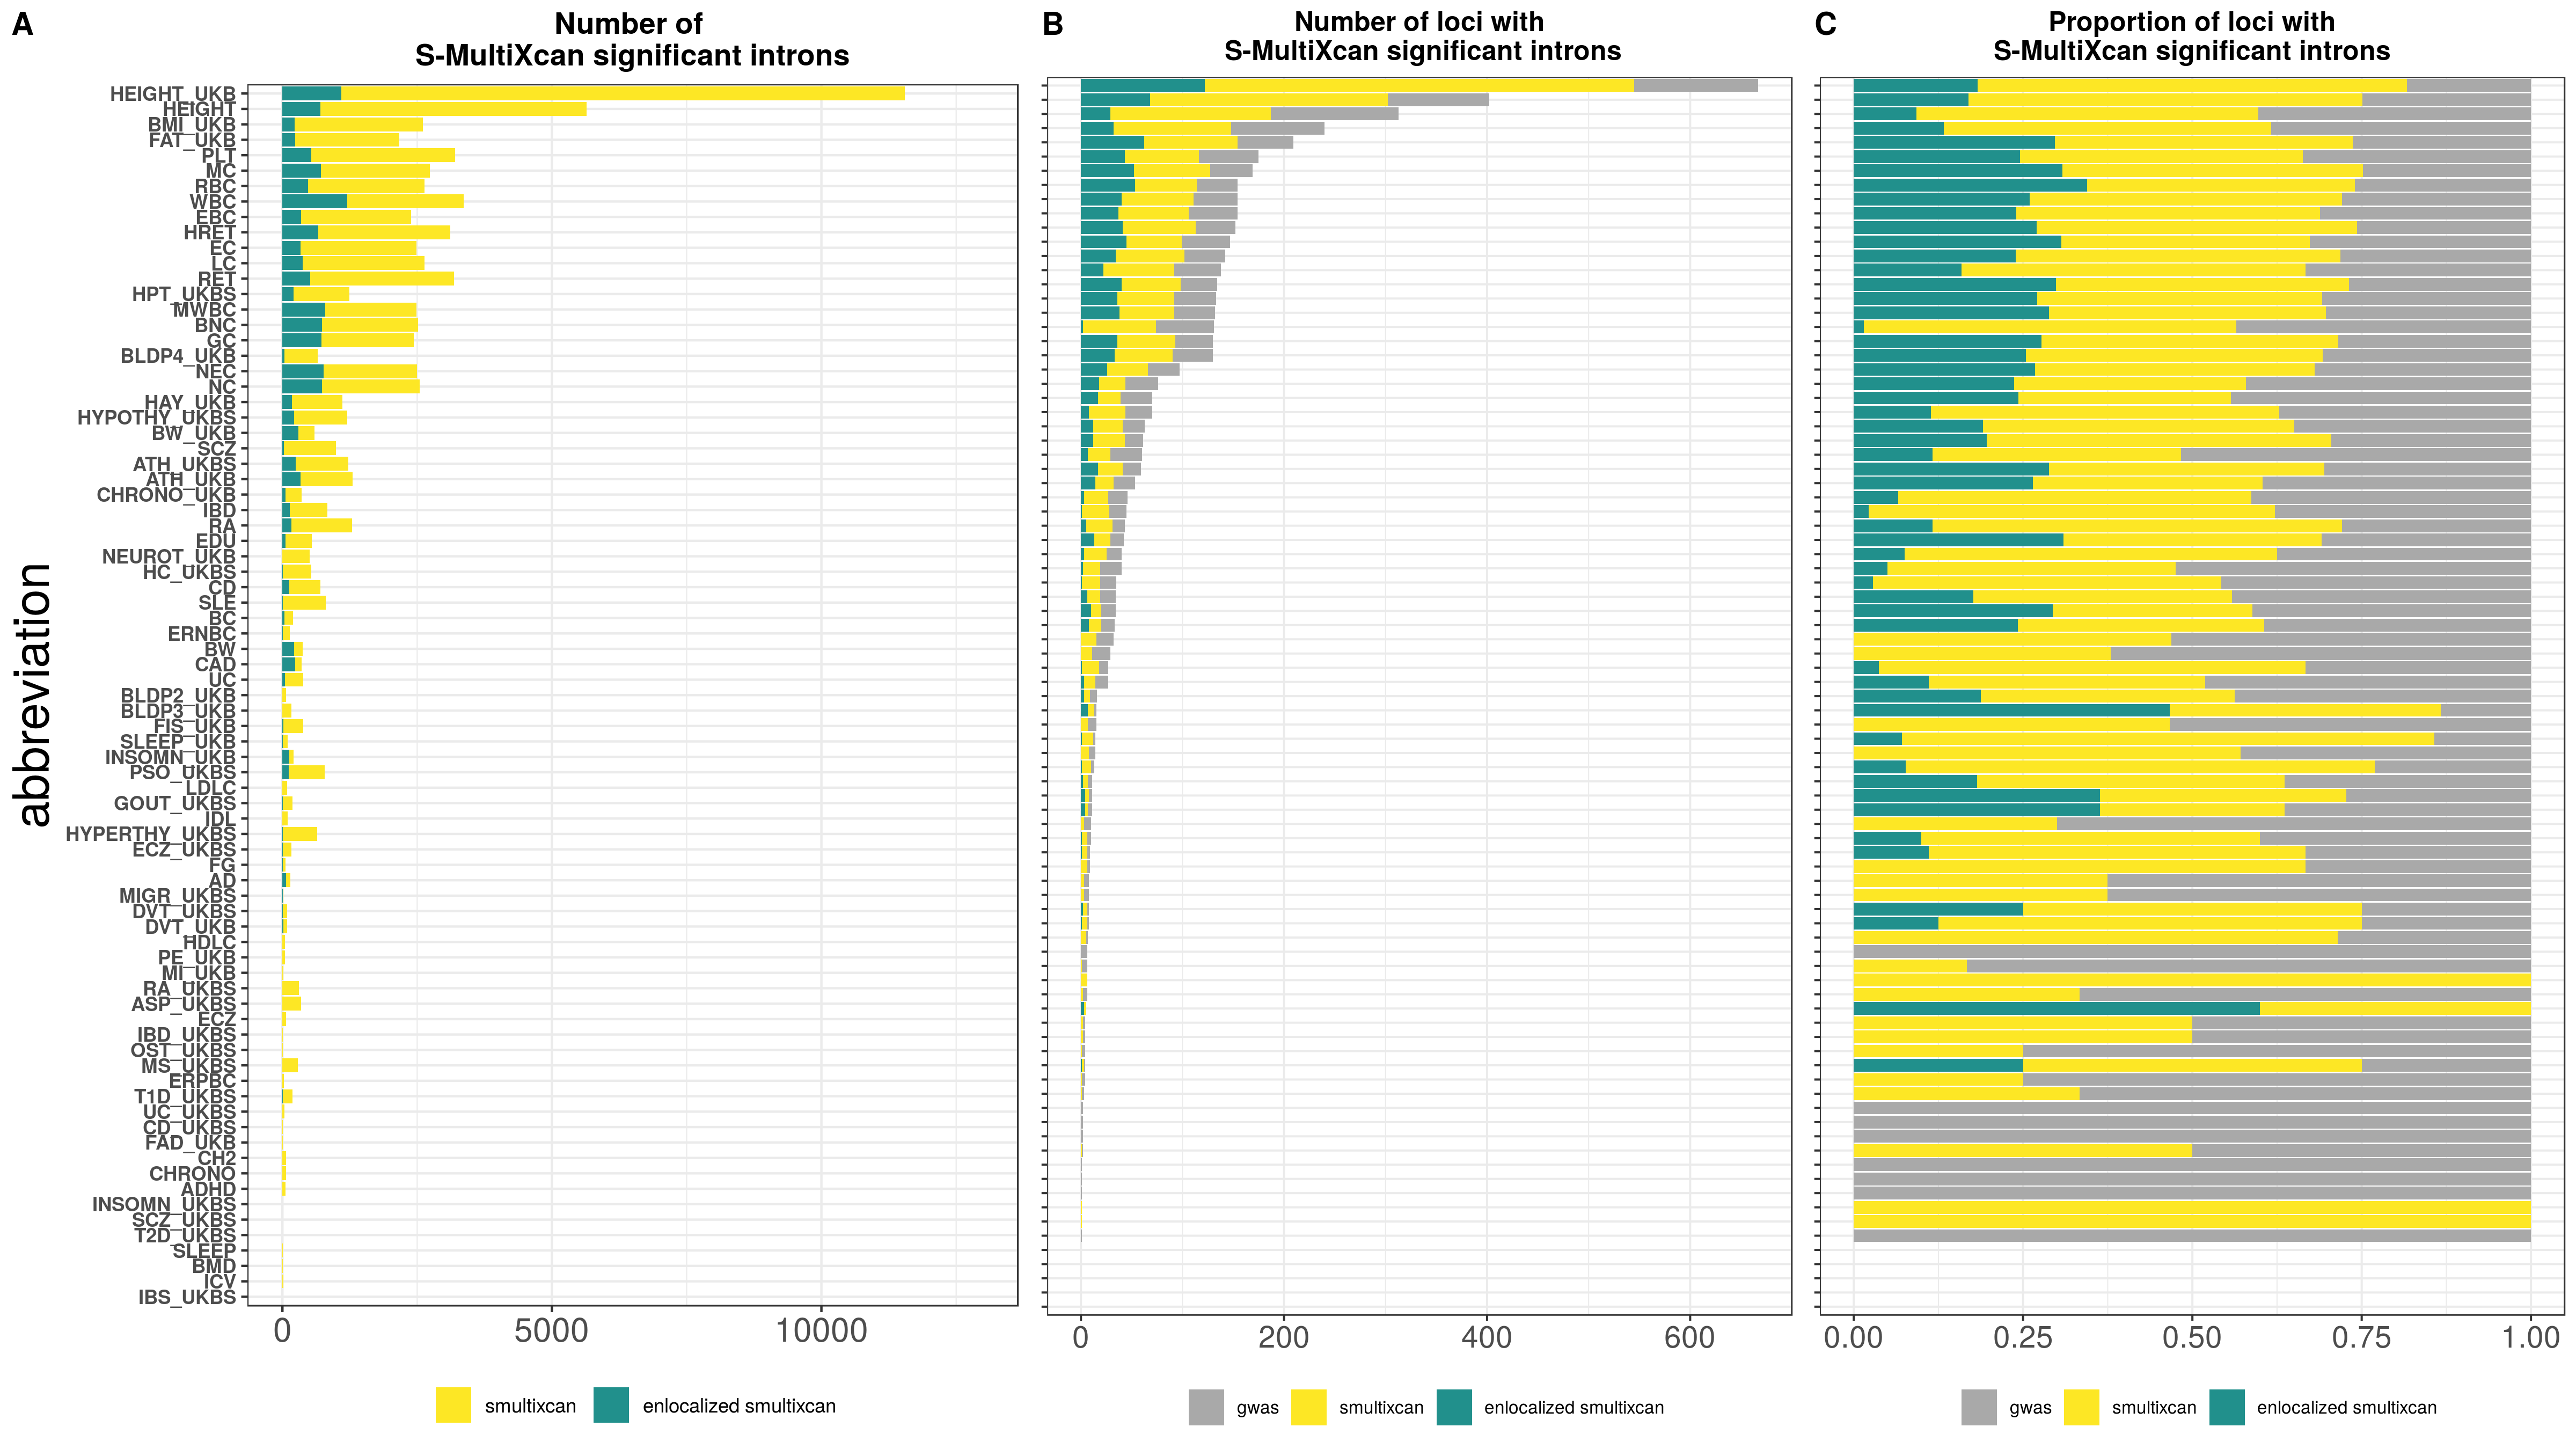 A
Number of
S-MultiXcan significant introns
B
Number of loci with
S-MultiXcan significant introns
C
Proportion of loci with
S-MultiXcan significant introns
abbreviation
HEIGHT_UKB
HEIGHT
BMI_UKB
FAT_UKB
PLT
MC
RBC
WBC
EBC
HRET
EC
LC
RET
HPT_UKBS
MWBC
BNC
GC
BLDP4_UKB
NEC
NC
HAY_UKB
HYPOTHY_UKBS
BW_UKB
SCZ
ATH_UKBS
ATH_UKB
CHRONO_UKB
IBD
RA
EDU
NEUROT_UKB
HC_UKBS
CD
SLE
BC
ERNBC
BW
CAD
UC
BLDP2_UKB
BLDP3_UKB
FIS_UKB
SLEEP_UKB
INSOMN_UKB
PSO_UKBS
LDLC
GOUT_UKBS
IDL
HYPERTHY_UKBS
ECZ_UKBS
FG
AD
MIGR_UKBS
DVT_UKBS
DVT_UKB
HDLC
PE_UKB
MI_UKB
RA_UKBS
ASP_UKBS
ECZ
IBD_UKBS
OST_UKBS
MS_UKBS
ERPBC
T1D_UKBS
UC_UKBS
CD_UKBS
FAD_UKB
CH2
CHRONO
ADHD
INSOMN_UKBS
SCZ_UKBS
T2D_UKBS
SLEEP
BMD
ICV
IBS_UKBS
0 5000 10000
0 200 400 600
0.00 0.25 0.50 0.75 1.00
smultixcan enlocalized smultixcan
gwas smultixcan enlocalized smultixcan
gwas smultixcan enlocalized smultixcan